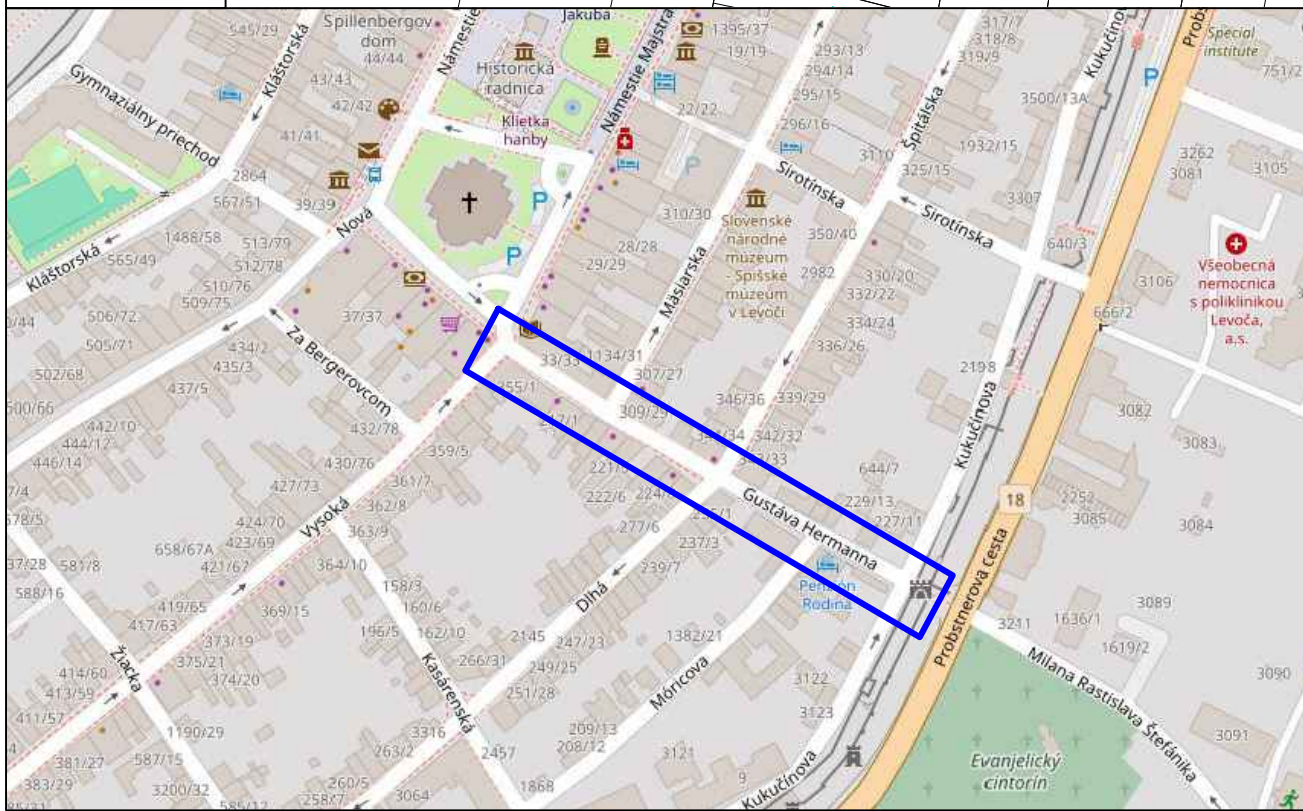 545/29
Spillenbergov
dom
44/44
Kláštorská
Námestie
Jakuba
Námestie Majstra
1395/37
19/19
293/13
294/14
295/15
296/16
317/7
318/8
319/9
Kukučínova
Special
institute
751/2
P
Gymnaziálny priechod
43/43
42/42
41/41
Historická
radnica
Klietka
hanby
22/22
Špitálska
3500/13A
1932/15
3262
3081
3105
2864
567/51
39/39
Nová
P
P
P
Sirotínska
3110
325/15
3307
Sirotínska
640/3
Kláštorská
565/49
1488/58
513/79
512/78
510/76
509/75
310/30
28/28
29/29
Mäsiarska
Slovenské
národné
múzeum
- Spišské
múzeum
v Levoči
350/40
2982
330/20
332/22
334/24
336/26
3106
666/2
Všeobecná
nemocnica
s poliklinikou
Levoča,
a.s.
506/72
505/71
502/68
434/2
435/3
437/5
Za Bergerovcom
37/37
33/33
1134/31
307/27
309/29
346/36
339/29
342/32
2198
Kukučínova
3082
3083
442/10
444/12
446/14
432/78
430/76
427/73
359/5
361/7
362/8
363/9
364/10
222/6
277/6
237/3
239/7
Gustáva Hermanna
644/7
229/13
227/11
18
2253
3085
3084
Vysoká
424/70
423/69
421/67
658/67A
581/8
588/16
419/65
417/63
369/15
373/19
375/21
374/20
158/3
160/6
162/10
196/5
Dlhá
Penzión
Rodina
Probstnerova cesta
3211
1636/1
3089
1619/2
3090
Žiacka
414/60
413/59
411/57
381/27
383/29
1190/29
587/15
3200/32
Kasárenská
2145
247/23
249/25
251/28
266/31
1382/21
Móricova
3122
3123
Milana Rastislava Štefánika
3091
3316
263/2
260/5
258/7
3064
2457
1868
209/13
208/12
3121
9
Kukučínova
Evanjelický
cintorín